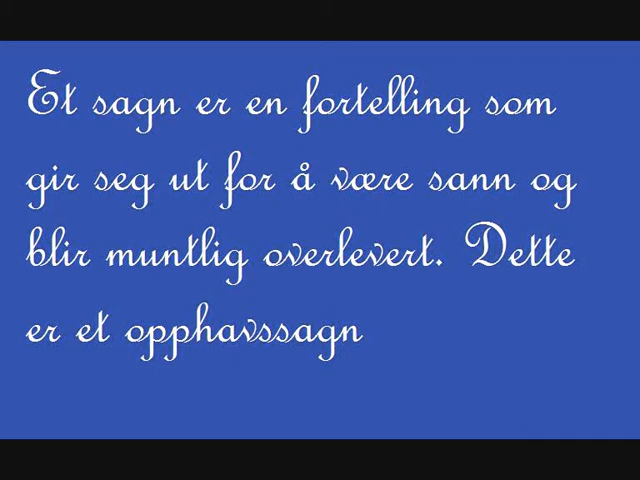 Et sagn er en fortelling som
gir seg ut for å være sann og
blir muntlig overlevert. Dette
er et opphavssagn